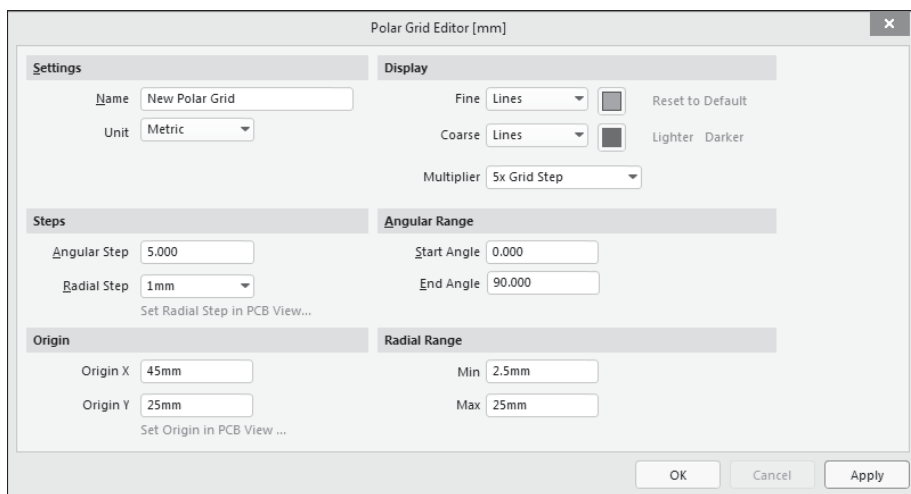 Polar Grid Editor [mm]
Settings
Name New Polar Grid
Unit Metric
Display
Fine Lines Reset to Default
Coarse Lines Lighter Darker
Multiplier 5x Grid Step
Steps
Angular Step 5.000
Radial Step 1mm
Set Radial Step in PCB View...
Angular Range
Start Angle 0.000
End Angle 90.000
Origin
Origin X 45mm
Origin Y 25mm
Set Origin in PCB View ...
Radial Range
Min 2.5mm
Max 25mm
OK Cancel Apply